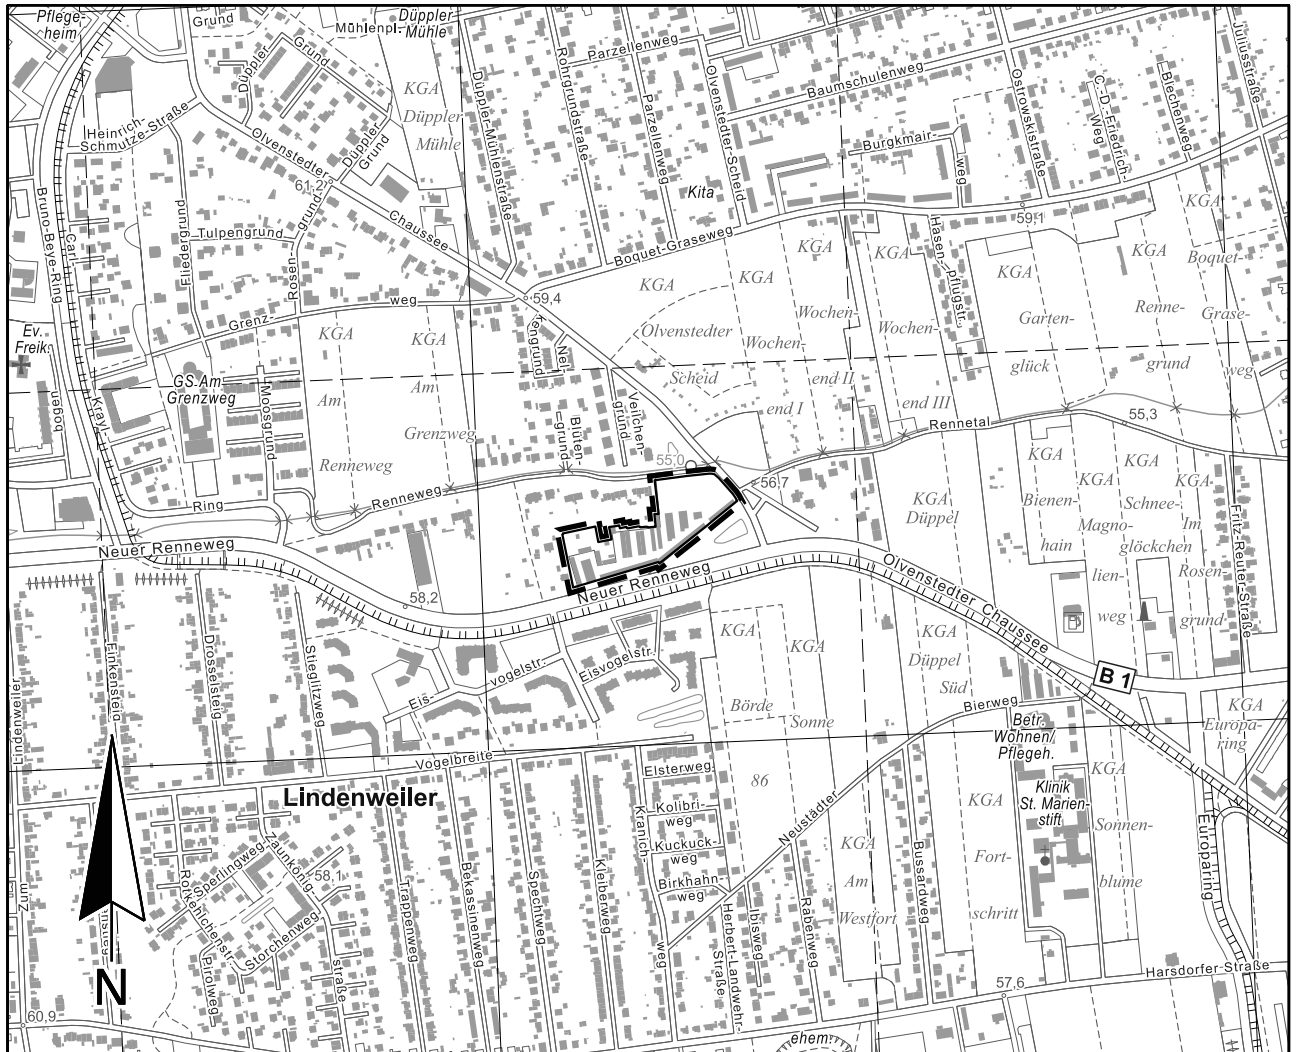 Pflege-
heim
Grund
Mühlenpl.
Düppler
Mühle
Düppler
Grund
KGA
Düppler
Mühle
Düppler
Grund
Düppler-Mühlenstraße
Rohrgrundstraße
Parzellenweg
Parzellenweg
Olvenstedter-Scheid
Baumschulenweg
Ostrowskistraße
C.-D.-Friedrich-
Weg
Blechenweg
Juliusstraße
Burgkmair-
weg
Kita
Heinrich-
Schmutze-Straße
Olvenstedter
Chaussee
61,2
Bruno-Beye-Ring
Carl-
Krayl-
Ring
Fliedergrund
Tulpengrund
Rosen-
grund
Grenz-
weg
59,4
Boquet-Graseweg
Hasen-
pflugstr.
59,1
KGA
Boquet-
Grase-
weg
KGA
Olvenstedter
Scheid
KGA
Wochen-
end I
KGA
Wochen-
end II
KGA
Wochen-
end III
KGA
Garten-
glück
KGA
Renne-
grund
Ev.
Freik.
bogen
GS.Am
Grenzweg
Moosgrund
KGA
Am
Renneweg
KGA
Am
Grenzweg
Nel-
kengrund
Blüten-
grund
Veilchen-
grund
55,0
56,7
Rennetal
55,3
Renneweg
Neuer Renneweg
58,2
Neuer Renneweg
KGA
Düppel
KGA
Bienen-
hain
KGA
Magno-
lien-
weg
KGA
Schnee-
glöckchen
KGA
Im
Rosen-
grund
Fritz-Reuter-Straße
Olvenstedter Chaussee
B 1
Lindenweiler
Zum
Finkensteig
Drosselsteig
Stieglitzweg
Eis-
vogelstr.
Eisvogelstr.
KGA
Börde
KGA
Sonne
86
KGA
Düppel
Süd
Bierweg
Betr.
Wohnen/
Pflegeh.
Klinik
St. Marien-
stift
KGA
Europa-
ring
KGA
Sonnen-
blume
Europaring
Vogelbreite
Lindenweiler
Elsterweg
Kolibri-
weg
Kuckuck-
weg
Birkhahn-
weg
Kranich-
weg
Neustädter
Sperlingweg
Rotkehlchenstr.
Zaunkönig-
straße
58,1
Storchenweg
Pirolweg
Trappenweg
Bekassinenweg
Spechtweg
Kleiberweg
Herbert-Landwehr-
Straße
Ibisweg
Rabenweg
KGA
Am
Westfort
Bussardweg
KGA
Fort-
schritt
Harsdorfer-Straße
57,6
60,9
ehem.
N